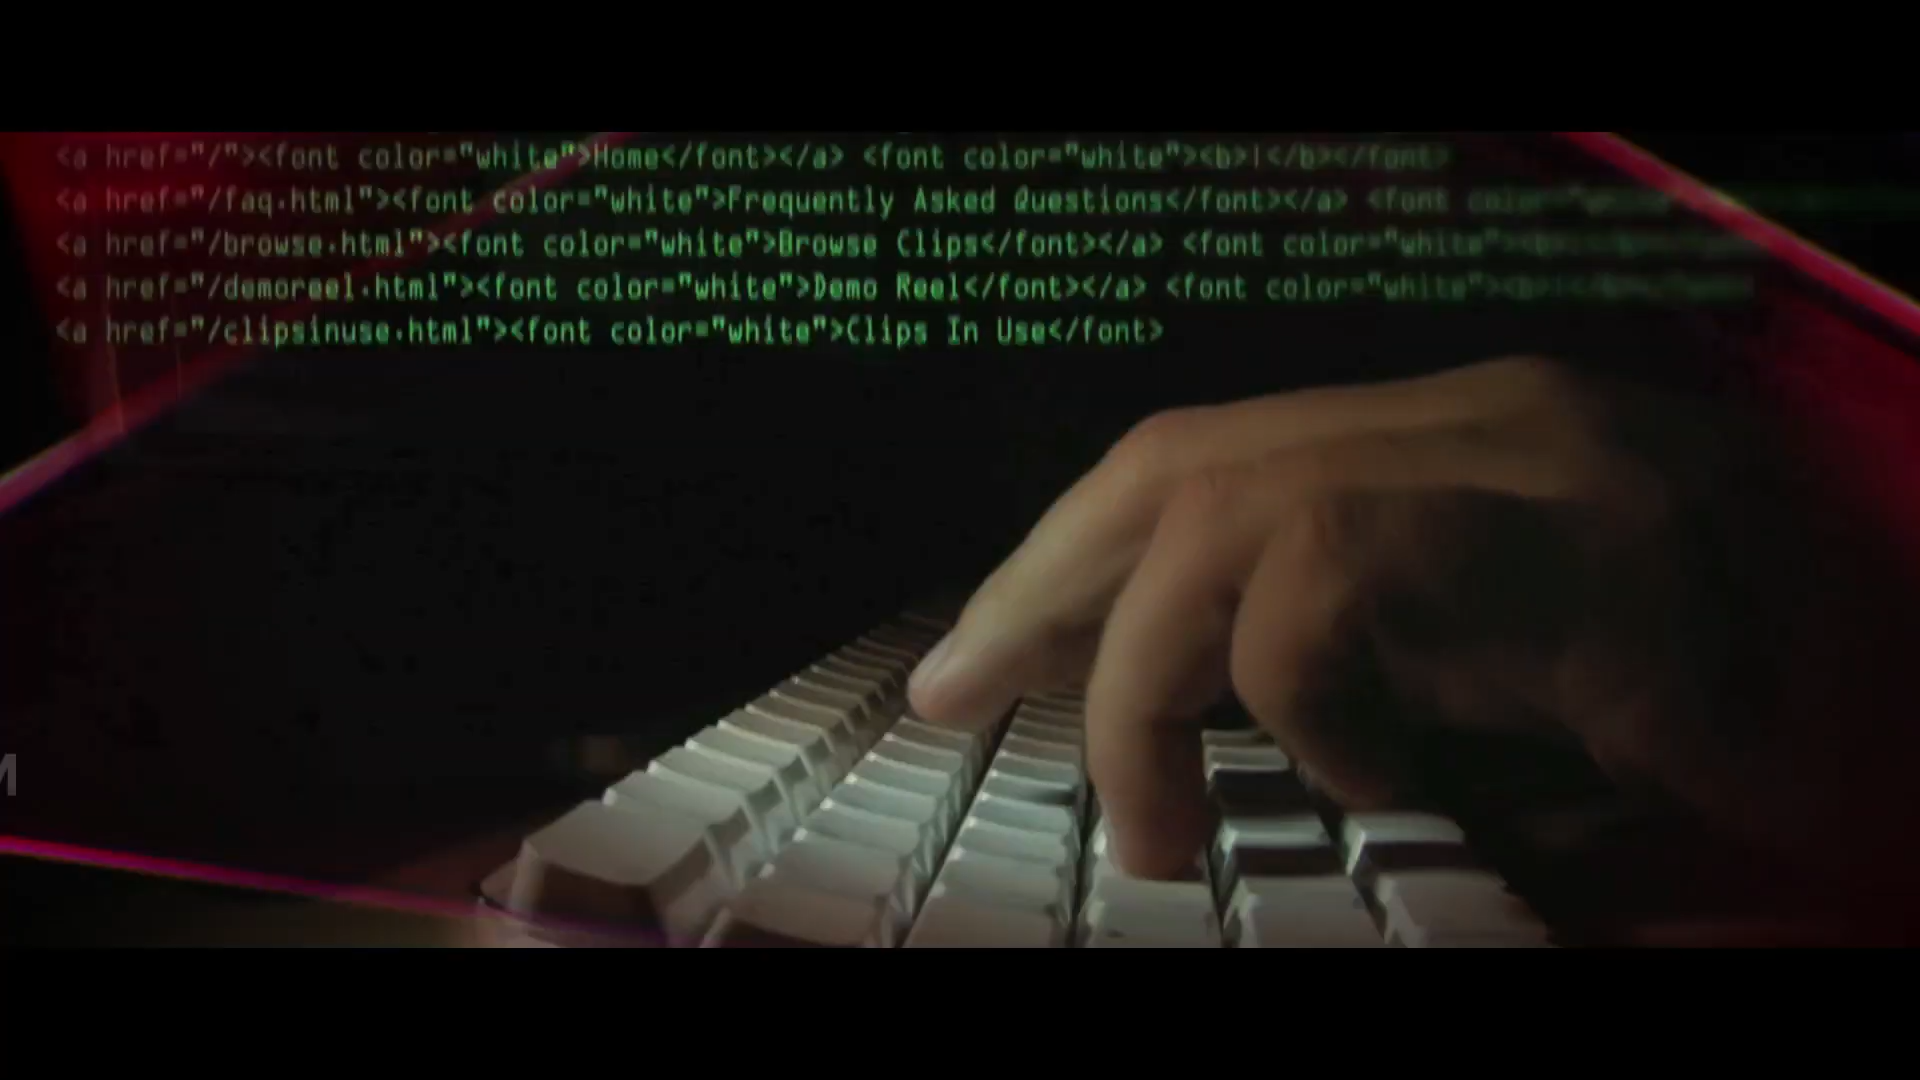 <a href="/"><font color="white">Home</font></a> <font color="white"><b>|</b></font>
<a href="/faq.html"><font color="white">Frequently Asked Questions</font></a> <font color="white"
<a href="/browse.html"><font color="white">Browse Clips</font></a> <font color="white"
<a href="/demoreel.html"><font color="white">Demo Reel</font></a> <font color="white"
<a href="/clipsinuse.html"><font color="white">Clips In Use</font>
M